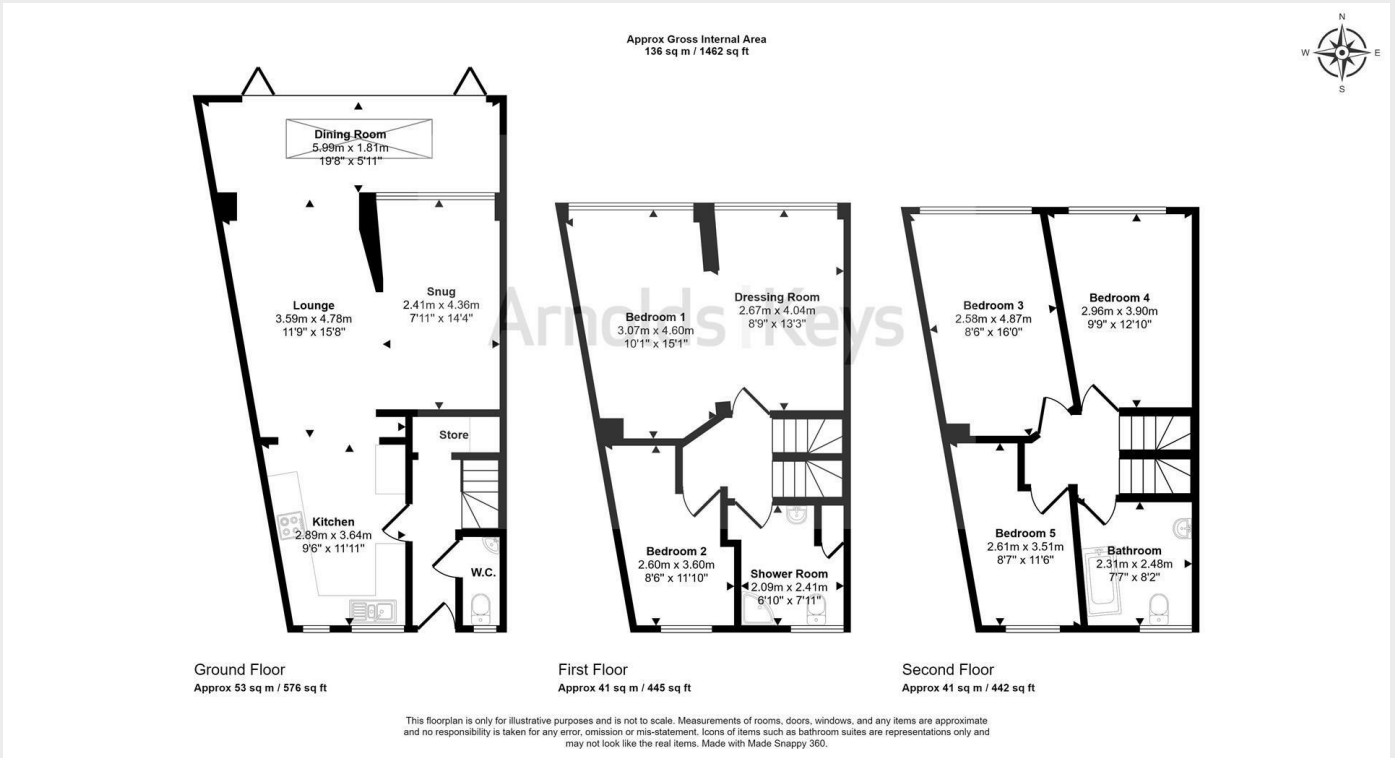 Approx Gross Internal Area
136 sq m / 1462 sq ft
N
W E
S
Dining Room
5.99m x 1.81m
19'8" x 5'11"
Lounge
3.59m x 4.78m
11'9" x 15'8"
Snug
2.41m x 4.36m
7'11" x 14'4"
Store
Kitchen
2.89m x 3.64m
9'6" x 11'11"
W.C.
Ground Floor
Approx 53 sq m / 576 sq ft
Arnolds | Keys
Bedroom 1
3.07m x 4.60m
10'1" x 15'1"
Dressing Room
2.67m x 4.04m
8'9" x 13'3"
Bedroom 2
2.60m x 3.60m
8'6" x 11'10"
Shower Room
2.09m x 2.41m
6'10" x 7'11"
First Floor
Approx 41 sq m / 445 sq ft
Bedroom 3
2.58m x 4.87m
8'6" x 16'0"
Bedroom 4
2.96m x 3.90m
9'9" x 12'10"
Bedroom 5
2.61m x 3.51m
8'7" x 11'6"
Bathroom
2.31m x 2.48m
7'7" x 8'2"
Second Floor
Approx 41 sq m / 442 sq ft
This floorplan is only for illustrative purposes and is not to scale. Measurements of rooms, doors, windows, and any items are approximate
and no responsibility is taken for any error, omission or mis-statement. Icons of items such as bathroom suites are representations only and
may not look like the real items. Made with Made Snappy 360.